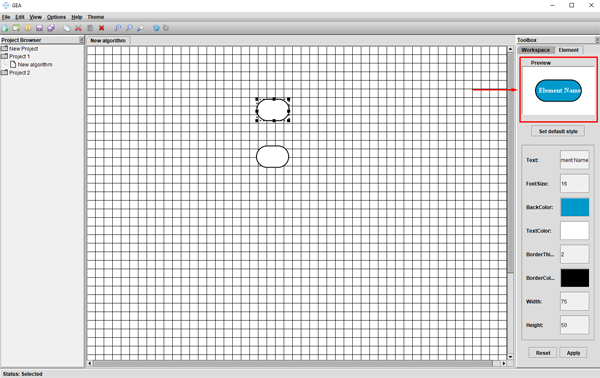 GEA
File Edit View Options Help Theme
Project Browser
New Project
Project 1
New algorithm
Project 2
New algorithm
Toolbox
Workspace Element
Preview
Element Name
Set default style
Text: ment Name
FontSize: 16
BackColor:
TextColor:
BorderThi... 2
BorderCol...
Width: 75
Height: 50
Reset Apply
Status: Selected